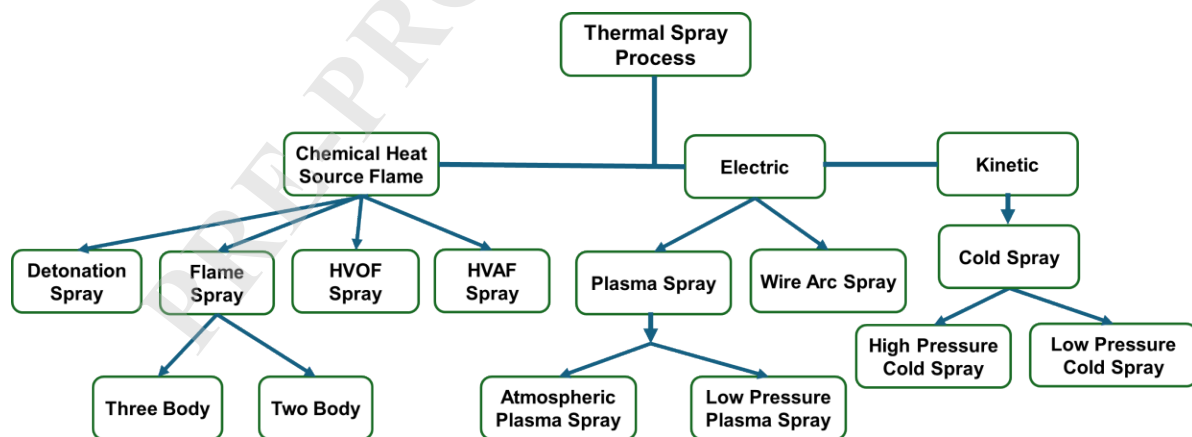 Thermal Spray
Process
Chemical Heat
Source Flame
Electric
Kinetic
Detonation
Spray
Flame
Spray
HVOF
Spray
HVAF
Spray
Plasma Spray
Wire Arc Spray
Cold Spray
High Pressure
Cold Spray
Low Pressure
Cold Spray
Three Body
Two Body
Atmospheric
Plasma Spray
Low Pressure
Plasma Spray
PRE-PRO